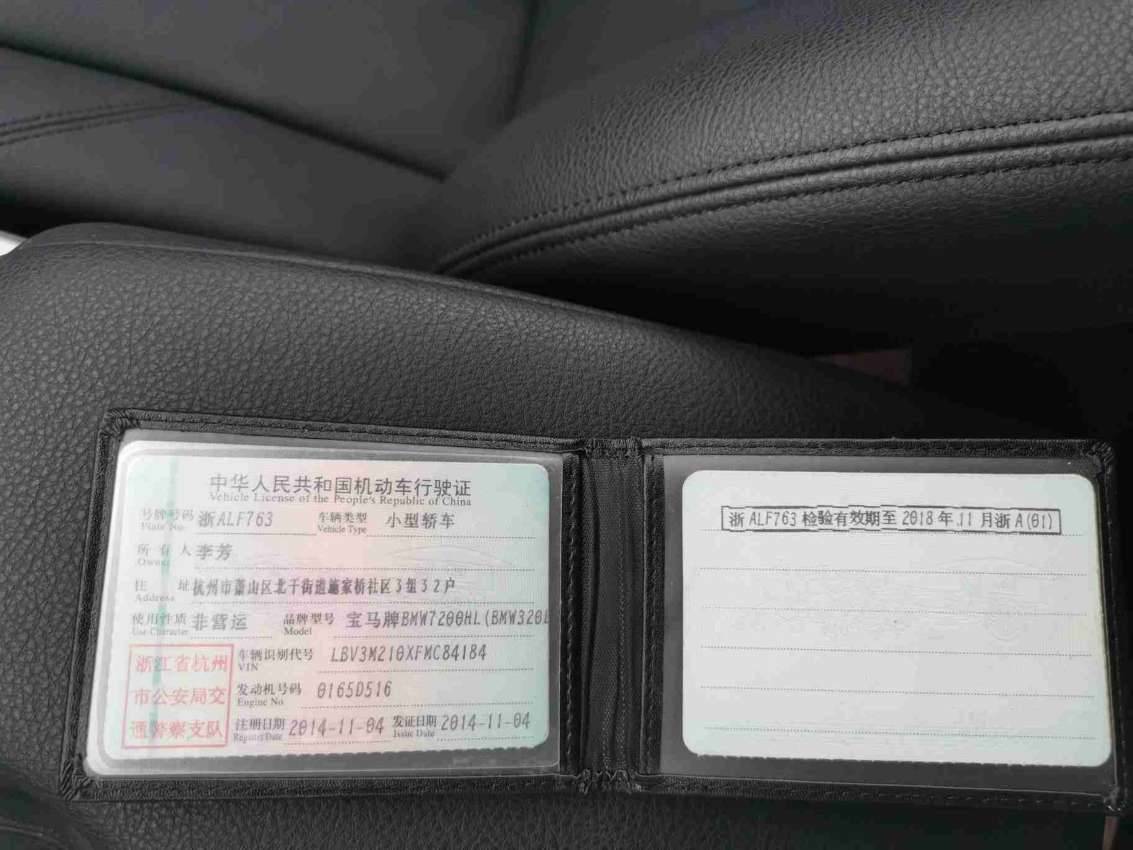 中华人民共和国机动车行驶证
Vehicle License of the People's Republic of China
号牌号码 浙ALF763 车辆类型 小型轿车
Plate No. Vehicle Type
所有人 李芳
Owner
住址 杭州市萧山区北干街道施家桥社区3组32户
Address
使用性质 非营运 品牌型号 宝马牌BMW7200HL(BMW320L
Use Character Model
浙江省杭州
市公安局交
通警察支队
车辆识别代号 LBV3M210XFMC84184
VIN
发动机号码 0165D516
Engine No.
注册日期 2014-11-04 发证日期 2014-11-04
Register Date Issue Date
浙ALF763检验有效期至2018年11月浙A(01)